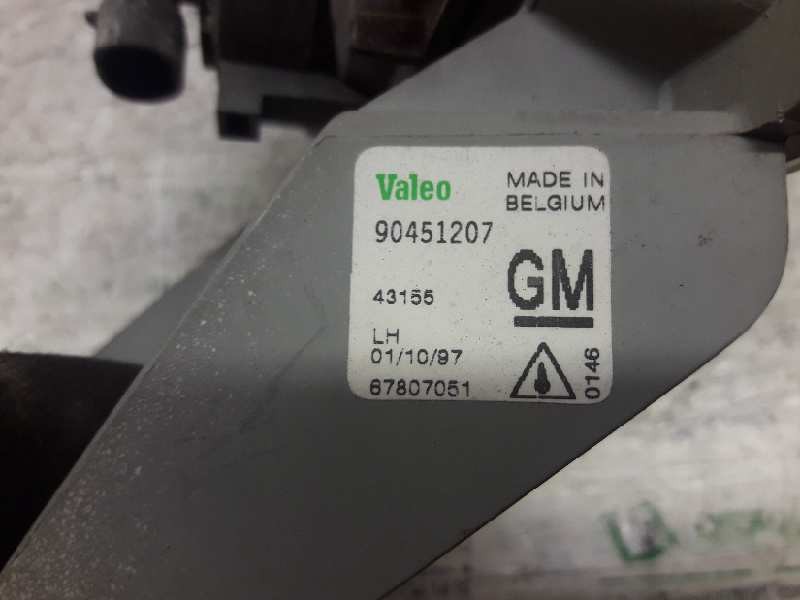 Valeo
MADE IN
BELGIUM
90451207
GM
43155
LH
01/10/97
67807051
0146